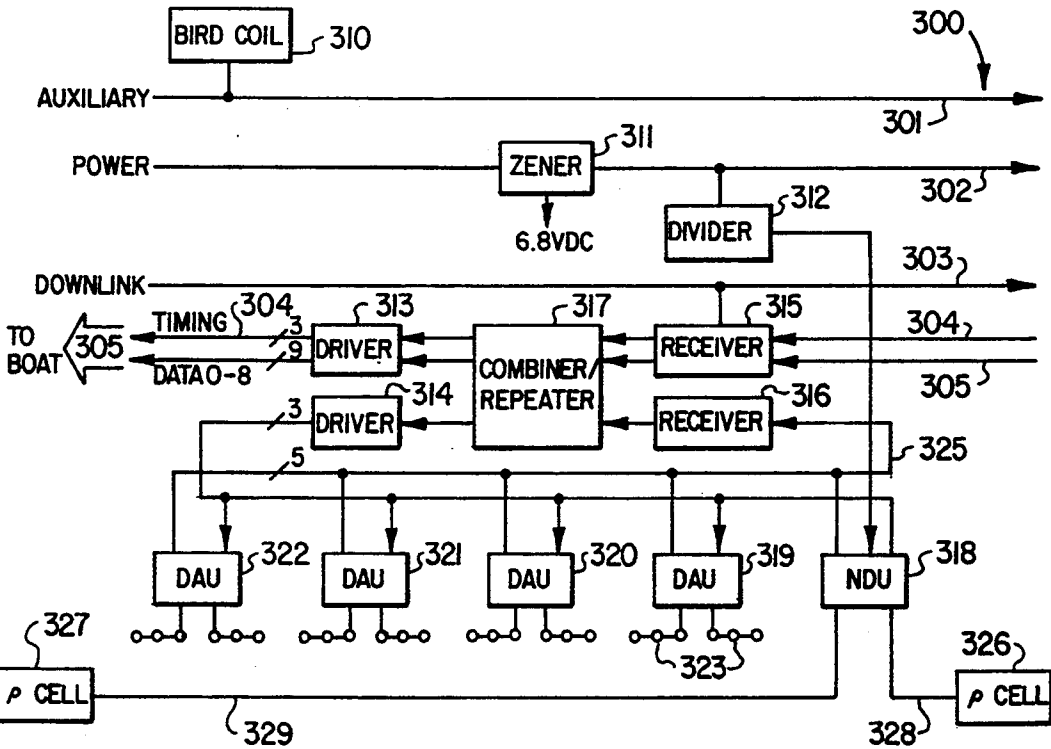 BIRD COIL 310
300
AUXILIARY
301
POWER
ZENER 311
302
6.8VDC
DIVIDER 312
DOWNLINK
303
TO BOAT 305
TIMING 304 3
DATA 0-8 9
DRIVER 313
COMBINER/REPEATER 317
RECEIVER 315
304
305
3
DRIVER 314
RECEIVER 316
325
5
DAU 322
DAU 321
DAU 320
DAU 319
NDU 318
323
327
ρ CELL
329
328
326
ρ CELL